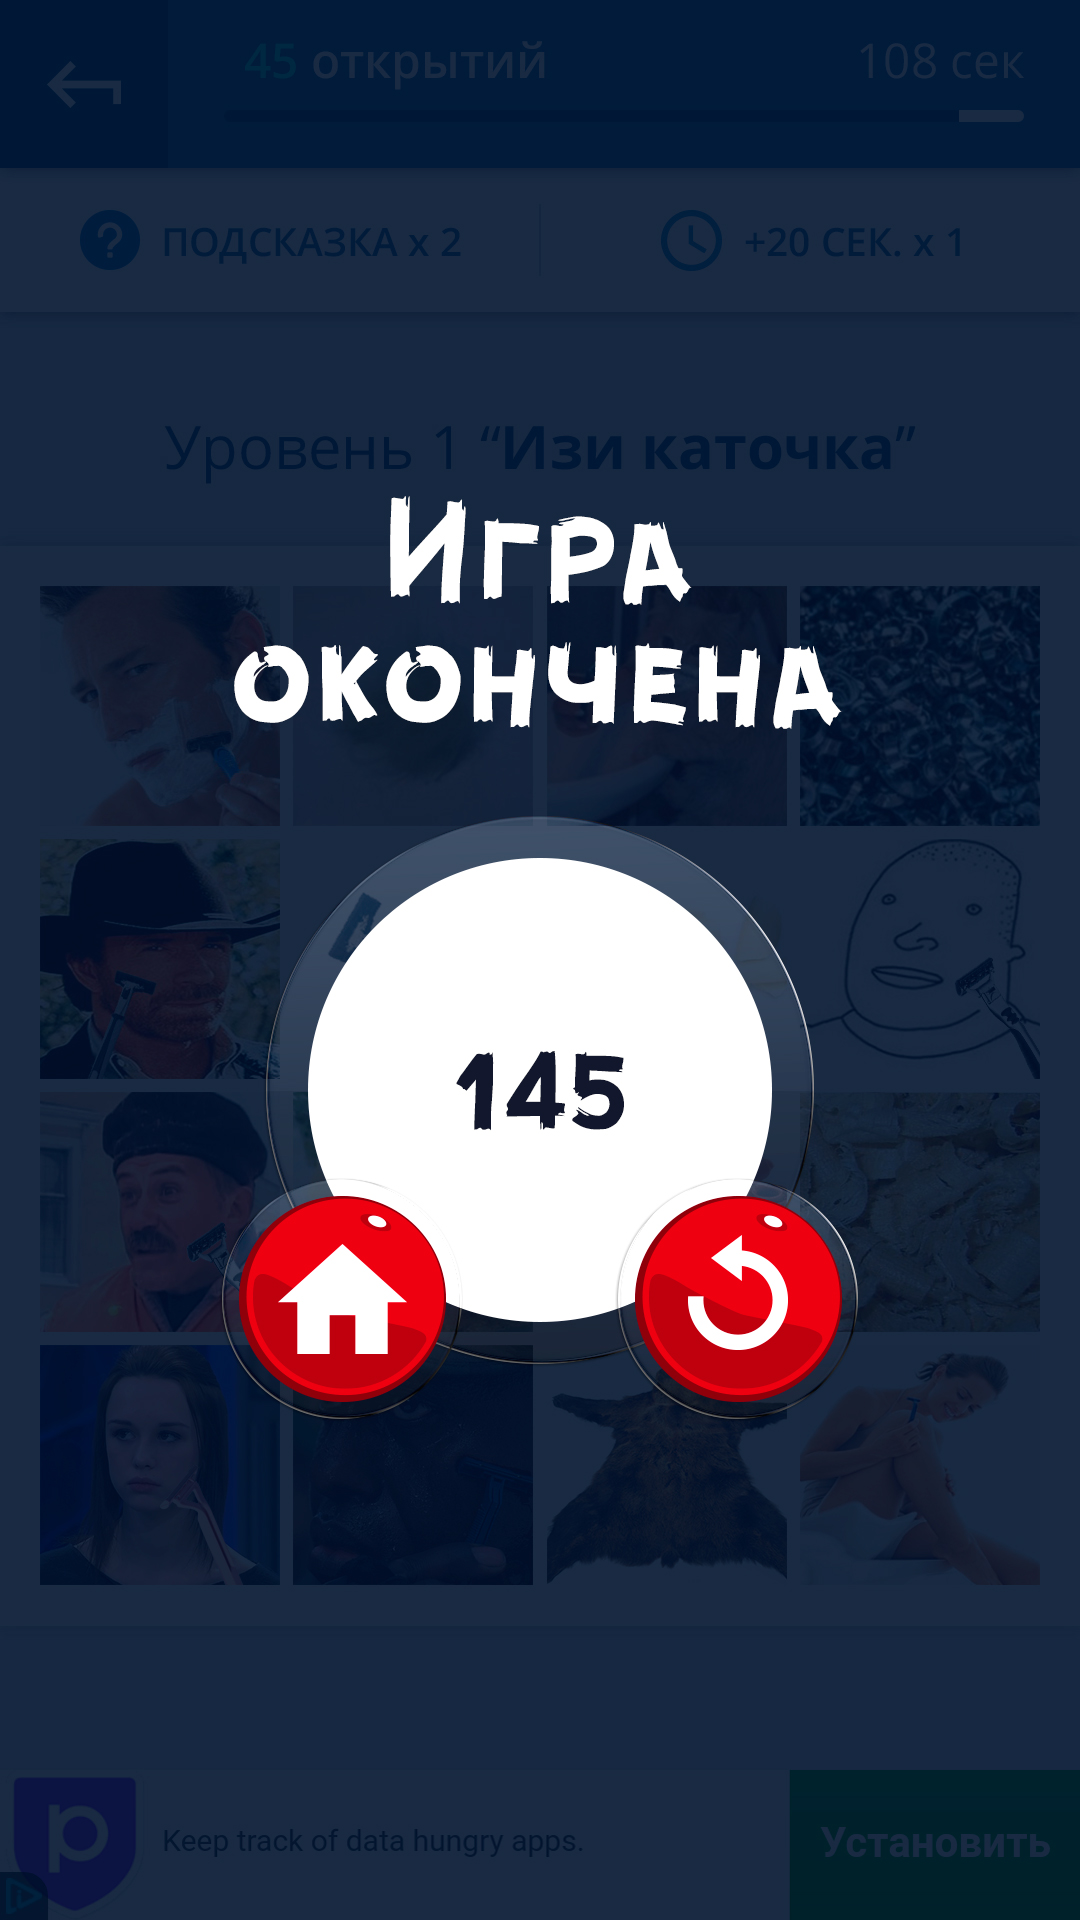 45 открытий
108 сек
ПОДСКАЗКА x 2
+20 СЕК. x 1
Уровень 1 “Изи каточка”
Игра
окончена
145
Keep track of data hungry apps.
Установить